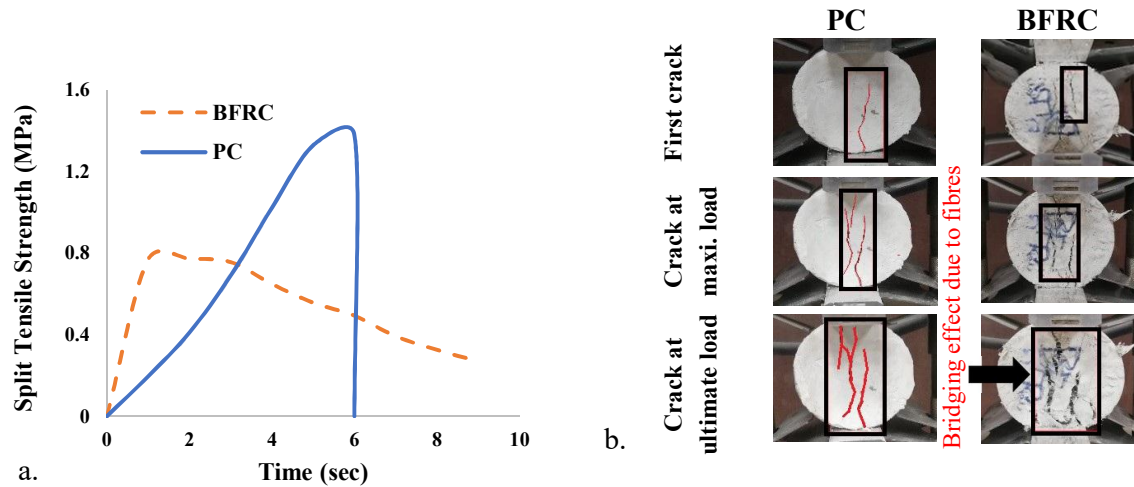 PC
BFRC
1.6
1.2
0.8
0.4
0
0
2
4
6
8
10
Split Tensile Strength (MPa)
Time (sec)
BFRC
PC
a.
First crack
Crack at
maxi. load
Crack at
ultimate load
Bridging effect due to fibres
b.